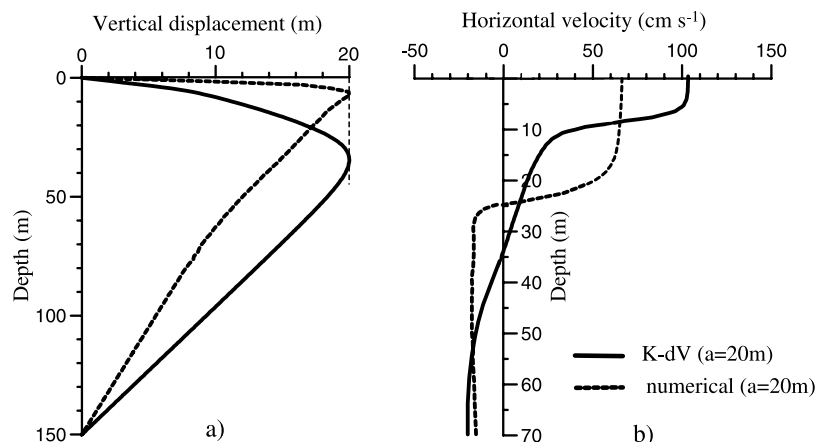 Vertical displacement (m)
0 10 20
0
50
100
150
Depth (m)
a)
Horizontal velocity (cm s⁻¹)
-50 0 50 100 150
10
20
30
40
50
60
70
Depth (m)
K-dV (a=20m)
numerical (a=20m)
b)